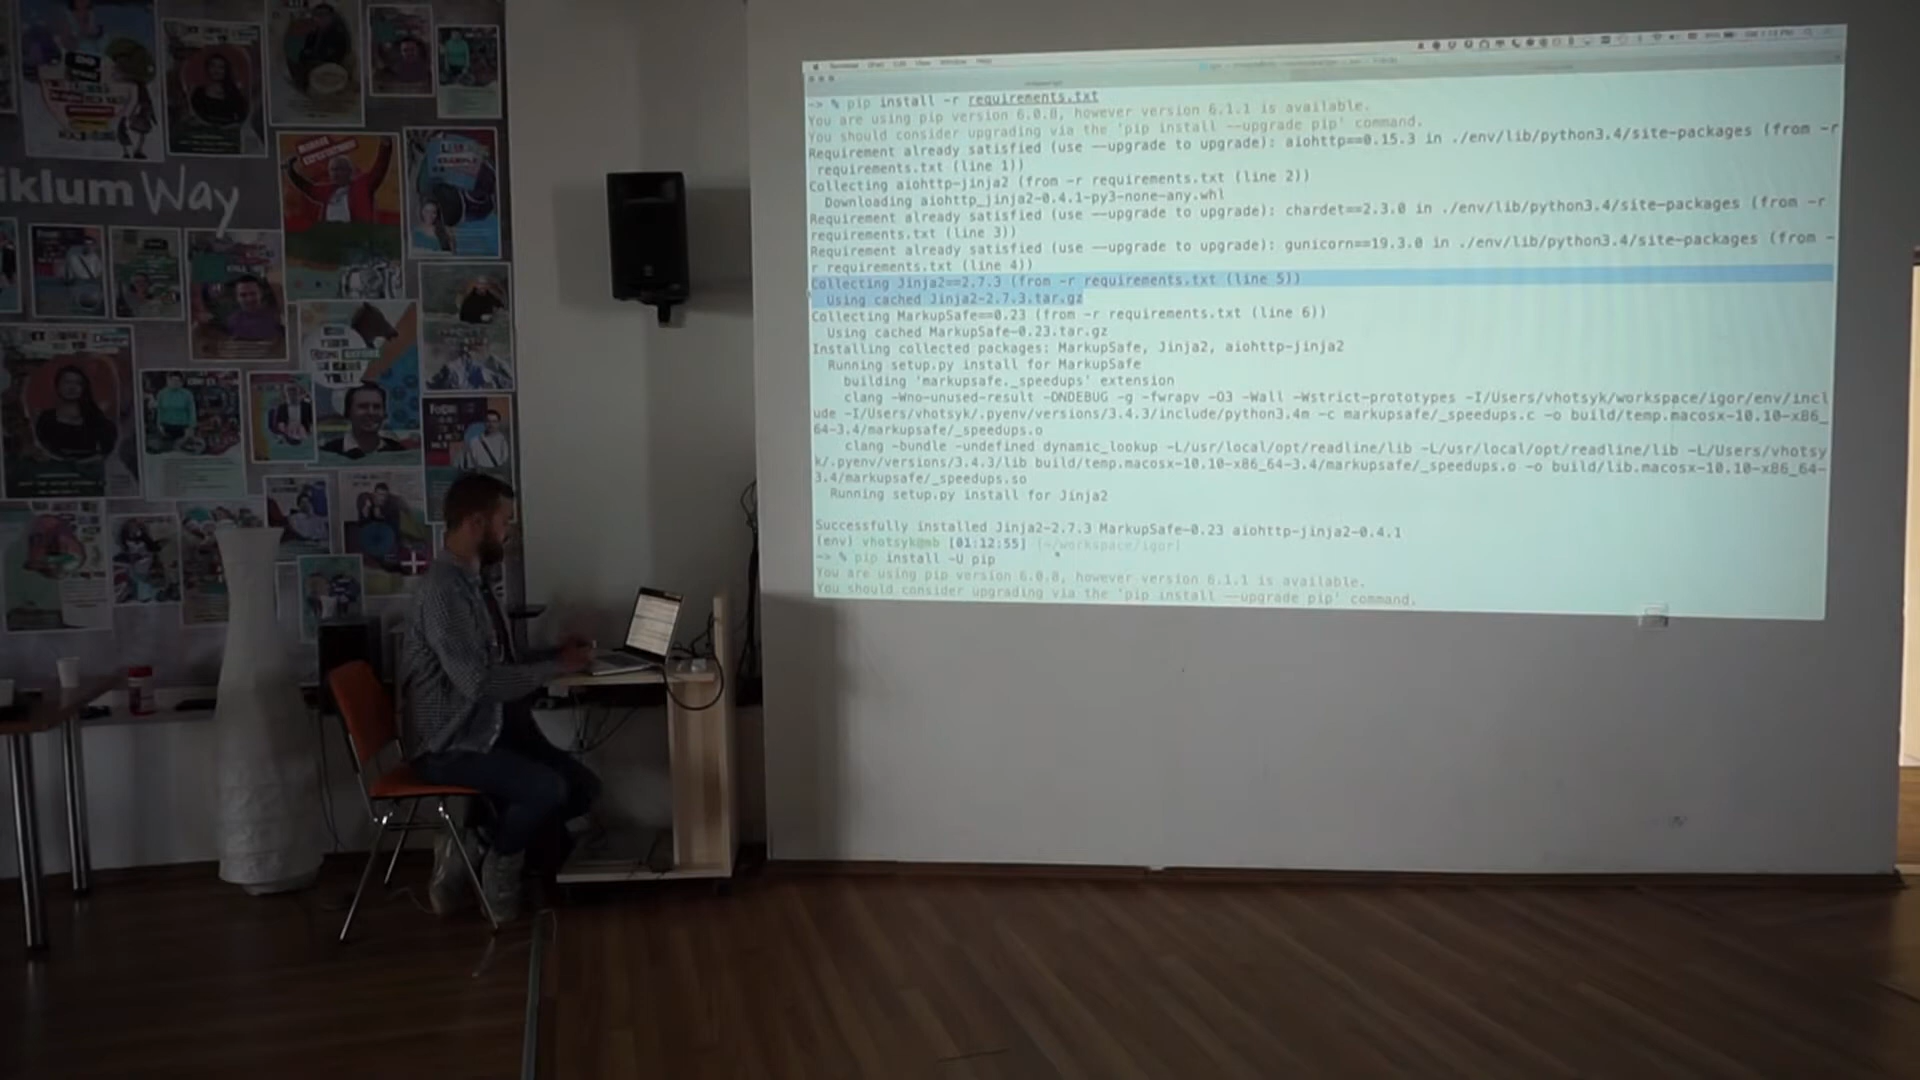 iklum Way
~> % pip install -r requirements.txt
You are using pip version 6.0.8, however version 6.1.1 is available.
You should consider upgrading via the 'pip install --upgrade pip' command.
Requirement already satisfied (use --upgrade to upgrade): aiohttp==0.15.3 in ./env/lib/python3.4/site-packages (from -r
requirements.txt (line 1))
Collecting aiohttp-jinja2 (from -r requirements.txt (line 2))
Downloading aiohttp_jinja2-0.4.1-py3-none-any.whl
Requirement already satisfied (use --upgrade to upgrade): chardet==2.3.0 in ./env/lib/python3.4/site-packages (from -r
requirements.txt (line 3))
Requirement already satisfied (use --upgrade to upgrade): gunicorn==19.3.0 in ./env/lib/python3.4/site-packages (from -
r requirements.txt (line 4))
Collecting Jinja2==2.7.3 (from -r requirements.txt (line 5))
Using cached Jinja2-2.7.3.tar.gz
Collecting MarkupSafe==0.23 (from -r requirements.txt (line 6))
Using cached MarkupSafe-0.23.tar.gz
Installing collected packages: MarkupSafe, Jinja2, aiohttp-jinja2
Running setup.py install for MarkupSafe
building 'markupsafe._speedups' extension
clang -Wno-unused-result -DNDEBUG -g -fwrapv -O3 -Wall -Wstrict-prototypes -I/Users/vhotsyk/workspace/igor/env/incl
ude -I/Users/vhotsyk/.pyenv/versions/3.4.3/include/python3.4m -c markupsafe/_speedups.c -o build/temp.macosx-10.10-x86_
64-3.4/markupsafe/_speedups.o
clang -bundle -undefined dynamic_lookup -L/usr/local/opt/readline/lib -L/usr/local/opt/readline/lib -L/Users/vhotsy
k/.pyenv/versions/3.4.3/lib build/temp.macosx-10.10-x86_64-3.4/markupsafe/_speedups.o -o build/lib.macosx-10.10-x86_64-
3.4/markupsafe/_speedups.so
Running setup.py install for Jinja2
Successfully installed Jinja2-2.7.3 MarkupSafe-0.23 aiohttp-jinja2-0.4.1
(env) vhotsyk@mb [01:12:55] [~/workspace/igor]
~> % pip install -U pip
You are using pip version 6.0.8, however version 6.1.1 is available.
You should consider upgrading via the 'pip install --upgrade pip' command.